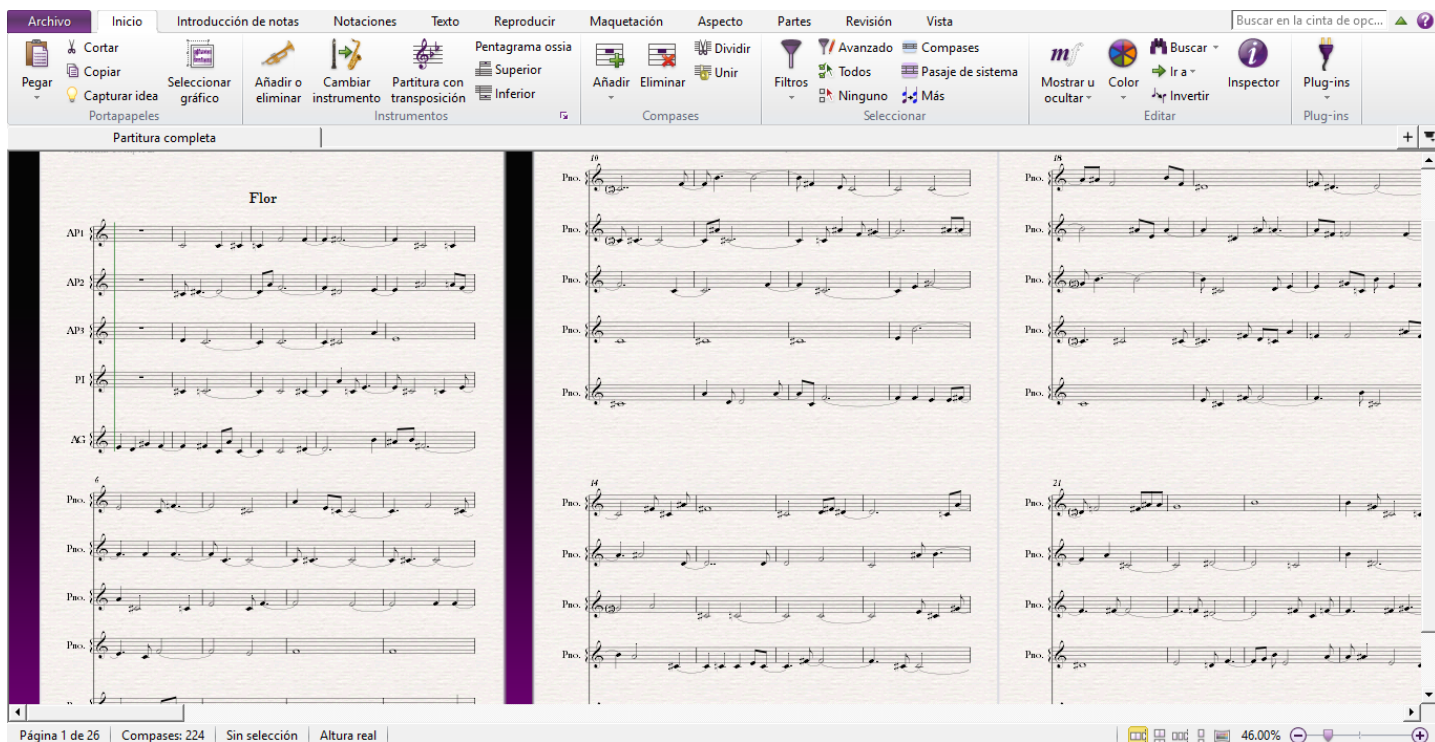 Archivo Inicio Introducción de notas Notaciones Texto Reproducir Maquetación Aspecto Partes Revisión Vista Buscar en la cinta de opc...
Pegar
Cortar
Copiar
Capturar idea
Seleccionar gráfico
Portapapeles
Añadir o eliminar
Cambiar instrumento
Partitura con transposición
Pentagrama ossia
Superior
Inferior
Instrumentos
Añadir
Eliminar
Dividir
Unir
Compases
Filtros
Avanzado
Todos
Ninguno
Compases
Pasaje de sistema
Más
Seleccionar
Mostrar u ocultar
Color
Buscar
Ir a
Invertir
Inspector
Editar
Plug-ins
Plug-ins
Partitura completa
Flor
AP1
AP2
AP3
PI
AG
6
Pno.
Pno.
Pno.
Pno.
10
Pno.
Pno.
Pno.
Pno.
Pno.
14
Pno.
Pno.
Pno.
Pno.
18
Pno.
Pno.
Pno.
Pno.
Pno.
21
Pno.
Pno.
Pno.
Pno.
Página 1 de 26 Compases: 224 Sin selección Altura real 46.00%